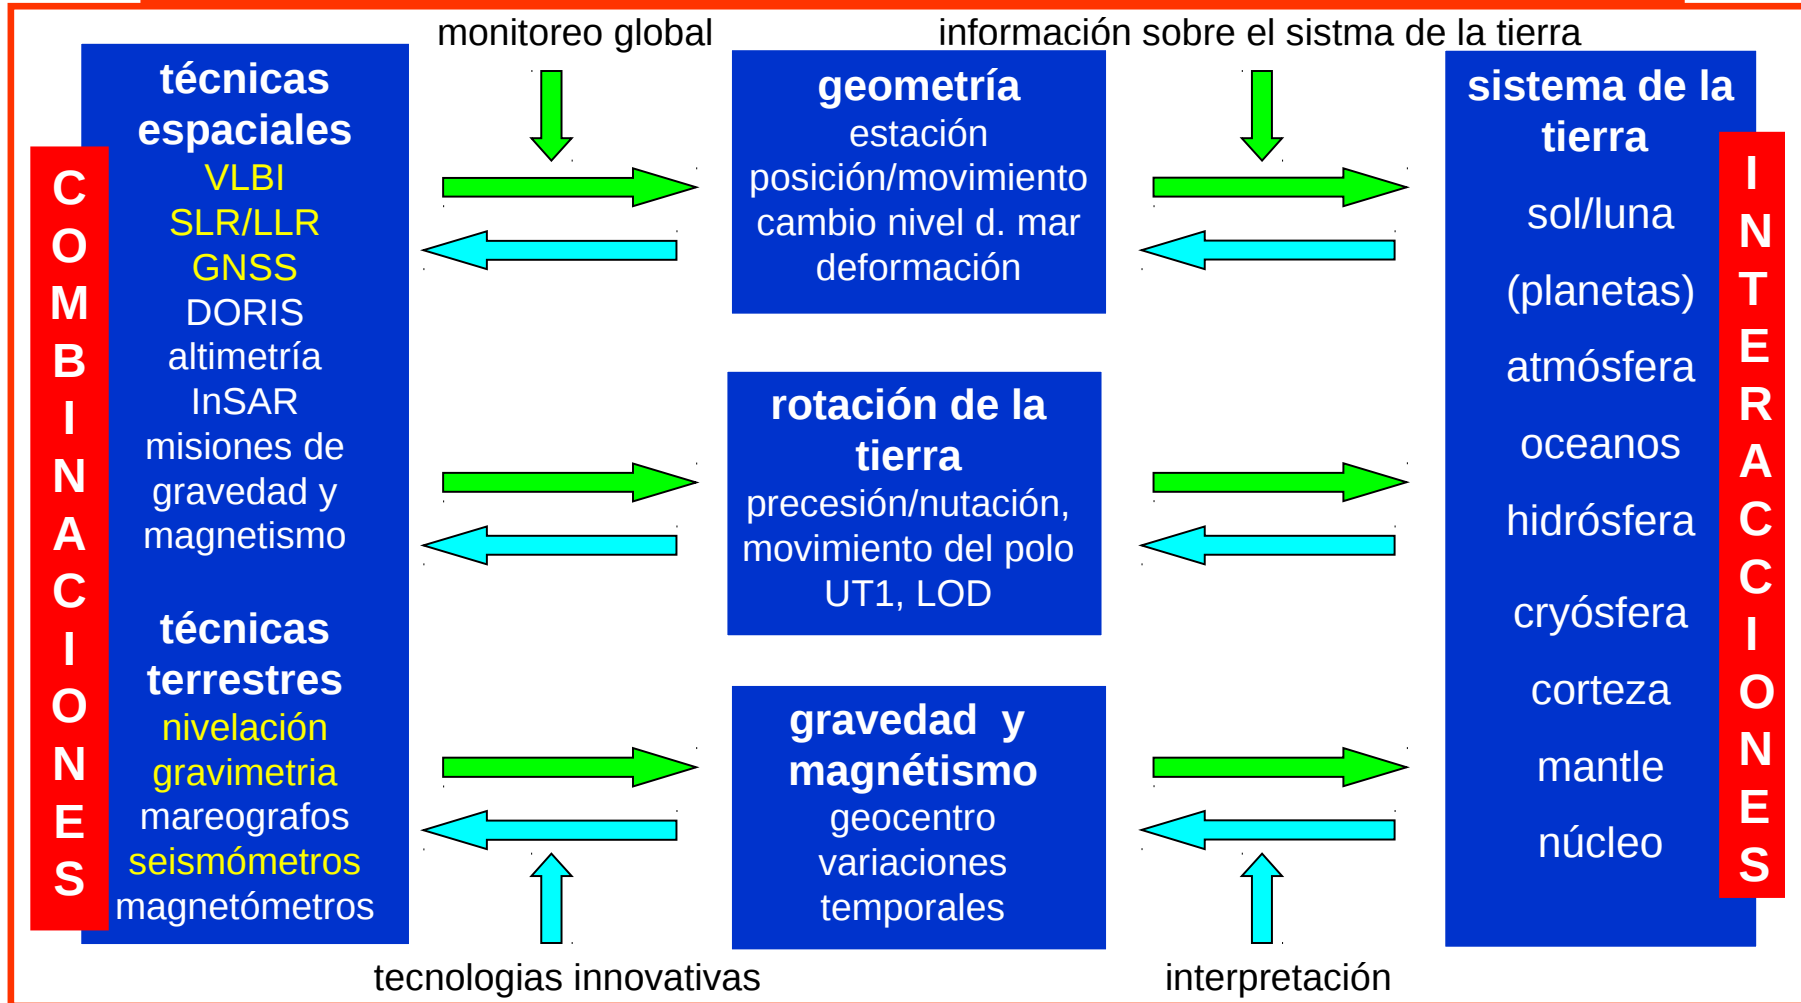 monitoreo global
información sobre el sistma de la tierra
COMBINACIONES
técnicas
espaciales
VLBI
SLR/LLR
GNSS
DORIS
altimetría
InSAR
misiones de
gravedad y
magnetismo
técnicas
terrestres
nivelación
gravimetria
mareografos
seismómetros
magnetómetros
geometría
estación
posición/movimiento
cambio nivel d. mar
deformación
rotación de la
tierra
precesión/nutación,
movimiento del polo
UT1, LOD
gravedad y
magnétismo
geocentro
variaciones
temporales
sistema de la
tierra
sol/luna
(planetas)
atmósfera
oceanos
hidrósfera
cryósfera
corteza
mantle
núcleo
INTERACCIONES
tecnologias innovativas
interpretación